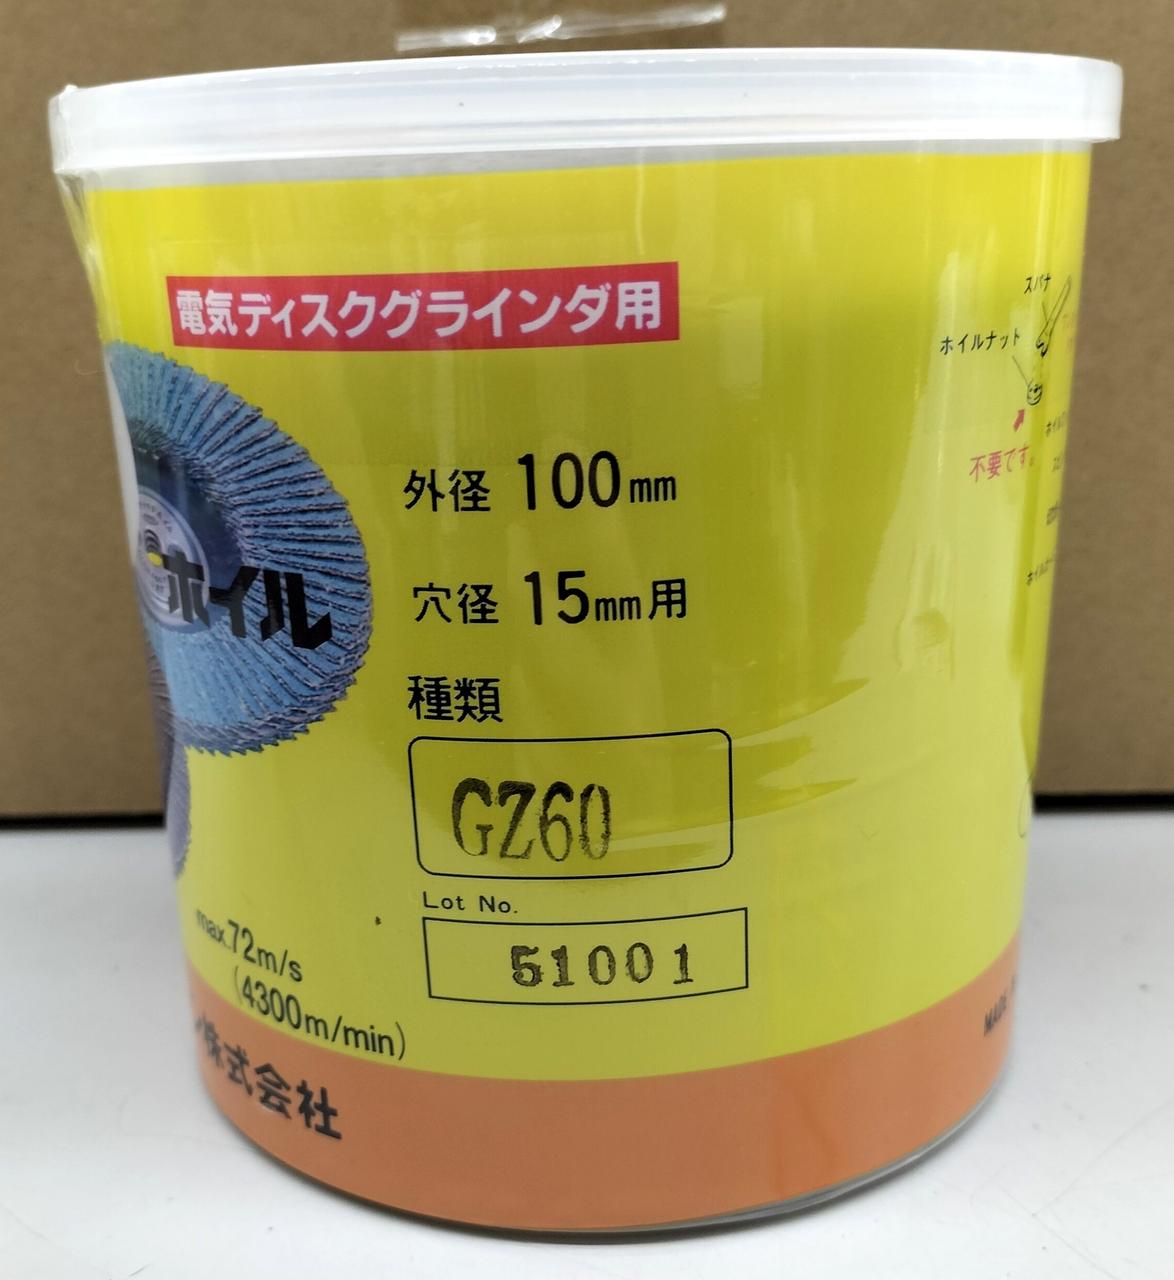 電気ディスクグラインダ用
スパナ
ホイルナット
不要です。
外径 100mm
穴径 15mm用
ホイル
種類
GZ60
Lot No.
51001
max.72m/s
(4300m/min)
株式会社
MADE